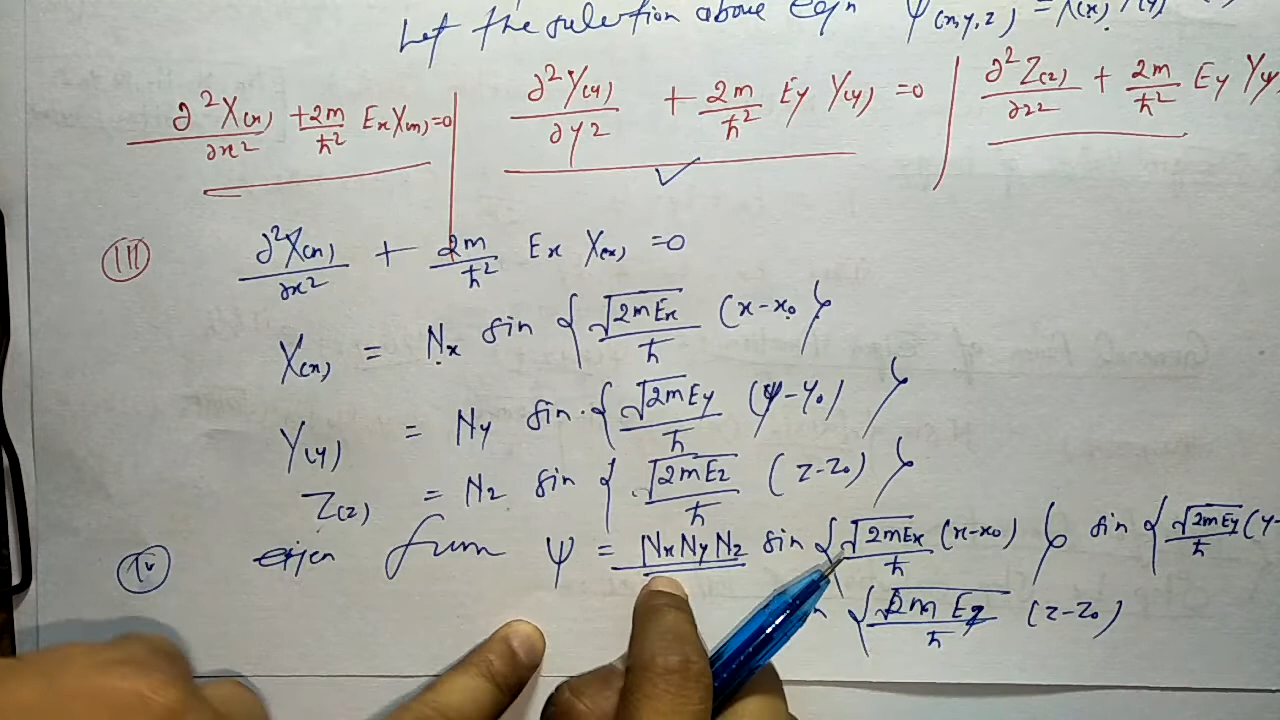 Let the solution above eqn ψ(x,y,z) = X(x) Y(y)
∂²X(x)/∂x² + 2m/ħ² Ex X(x) = 0 | ∂²Y(y)/∂y² + 2m/ħ² Ey Y(y) = 0 | ∂²Z(z)/∂z² + 2m/ħ² Ey Y(y)
(III) ∂²X(x)/∂x² + 2m/ħ² Ex X(x) = 0
X(x) = Nx sin {√2mEx/ħ (x-x₀}
Y(y) = Ny sin. {√2mEy/ħ (y-y₀) }
Z(z) = Nz sin {√2mEz/ħ (z-z₀) }
(IV) eigen funn ψ = NxNyNz sin {√2mEx/ħ (x-x₀) } sin {√2mEy/ħ (y-
{√2mEz/ħ (z-z₀)